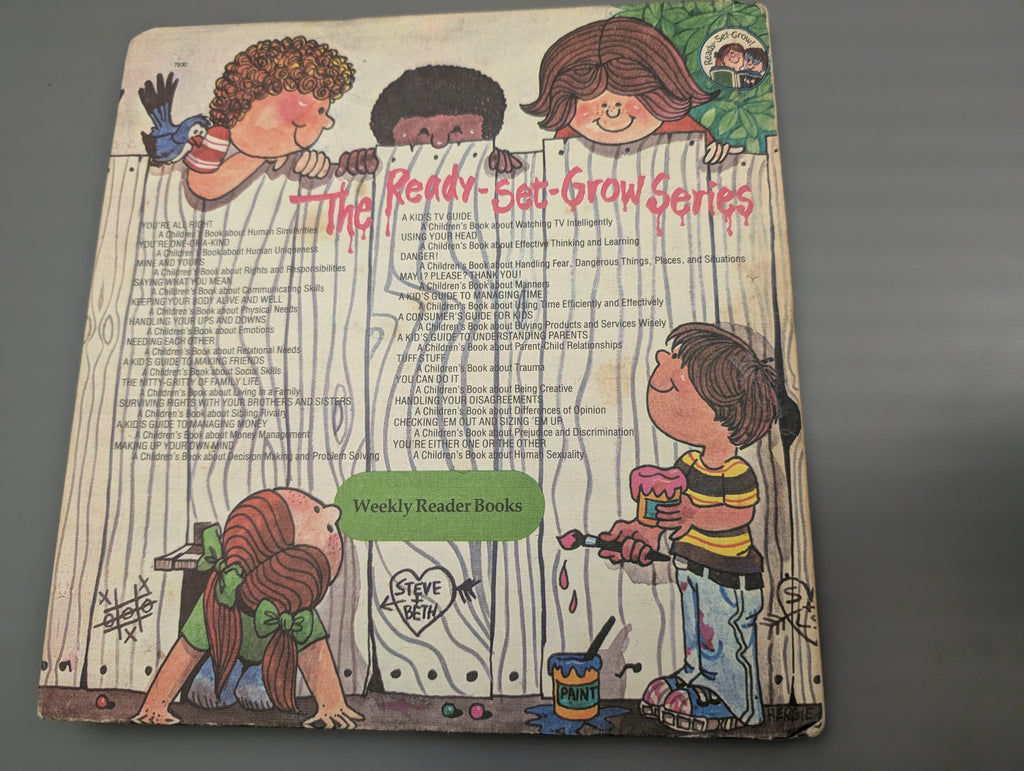 7530
Ready-Set-Grow!
The Ready-Set-Grow Series
YOU'RE ALL RIGHT
A Children's Book about Human Similarities
YOU'RE ONE-OF-A-KIND
A Children's Book about Human Uniqueness
MINE AND YOURS
A Children's Book about Rights and Responsibilities
SAYING WHAT YOU MEAN
A Children's Book about Communicating Skills
KEEPING YOUR BODY ALIVE AND WELL
A Children's Book about Physical Needs
HANDLING YOUR UPS AND DOWNS
A Children's Book about Emotions
NEEDING EACH OTHER
A Children's Book about Relational Needs
A KID'S GUIDE TO MAKING FRIENDS
A Children's Book about Social Skills
THE NITTY-GRITTY OF FAMILY LIFE
A Children's Book about Living in a Family
SURVIVING FIGHTS WITH YOUR BROTHERS AND SISTERS
A Children's Book about Sibling Rivalry
A KID'S GUIDE TO MANAGING MONEY
A Children's Book about Money Management
MAKING UP YOUR OWN MIND
A Children's Book about Decision Making and Problem Solving
A KID'S TV GUIDE
A Children's Book about Watching TV Intelligently
USING YOUR HEAD
A Children's Book about Effective Thinking and Learning
DANGER!
A Children's Book about Handling Fear, Dangerous Things, Places, and Situations
MAY I? PLEASE? THANK YOU!
A Children's Book about Manners
A KID'S GUIDE TO MANAGING TIME
A Children's Book about Using Time Efficiently and Effectively
A CONSUMER'S GUIDE FOR KIDS
A Children's Book about Buying Products and Services Wisely
A KID'S GUIDE TO UNDERSTANDING PARENTS
A Children's Book about Parent-Child Relationships
TUFF STUFF
A Children's Book about Trauma
YOU CAN DO IT
A Children's Book about Being Creative
HANDLING YOUR DISAGREEMENTS
A Children's Book about Differences of Opinion
CHECKING 'EM OUT AND SIZING 'EM UP
A Children's Book about Prejudice and Discrimination
YOU'RE EITHER ONE OR THE OTHER
A Children's Book about Human Sexuality
Weekly Reader Books
STEVE
+
BETH
PAINT